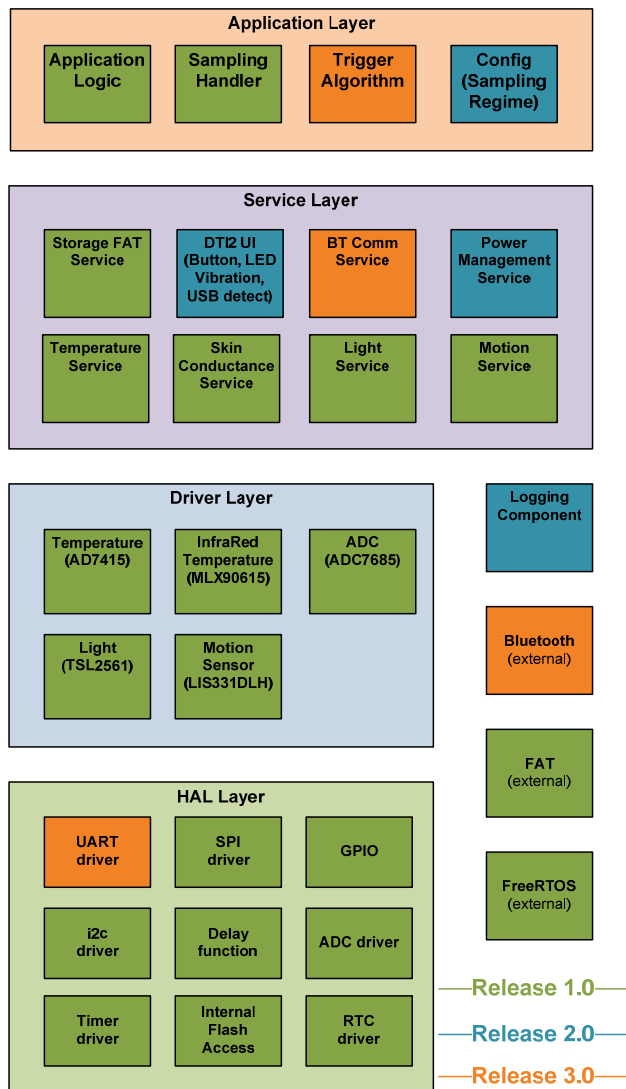 Application Layer
Application
Logic
Sampling
Handler
Trigger
Algorithm
Config
(Sampling
Regime)
Service Layer
Storage FAT
Service
DTI2 UI
(Button, LED
Vibration,
USB detect)
BT Comm
Service
Power
Management
Service
Temperature
Service
Skin
Conductance
Service
Light
Service
Motion
Service
Driver Layer
Temperature
(AD7415)
InfraRed
Temperature
(MLX90615)
ADC
(ADC7685)
Light
(TSL2561)
Motion
Sensor
(LIS331DLH)
Logging
Component
Bluetooth
(external)
FAT
(external)
FreeRTOS
(external)
HAL Layer
UART
driver
SPI
driver
GPIO
i2c
driver
Delay
function
ADC driver
Timer
driver
Internal
Flash
Access
RTC
driver
Release 1.0
Release 2.0
Release 3.0